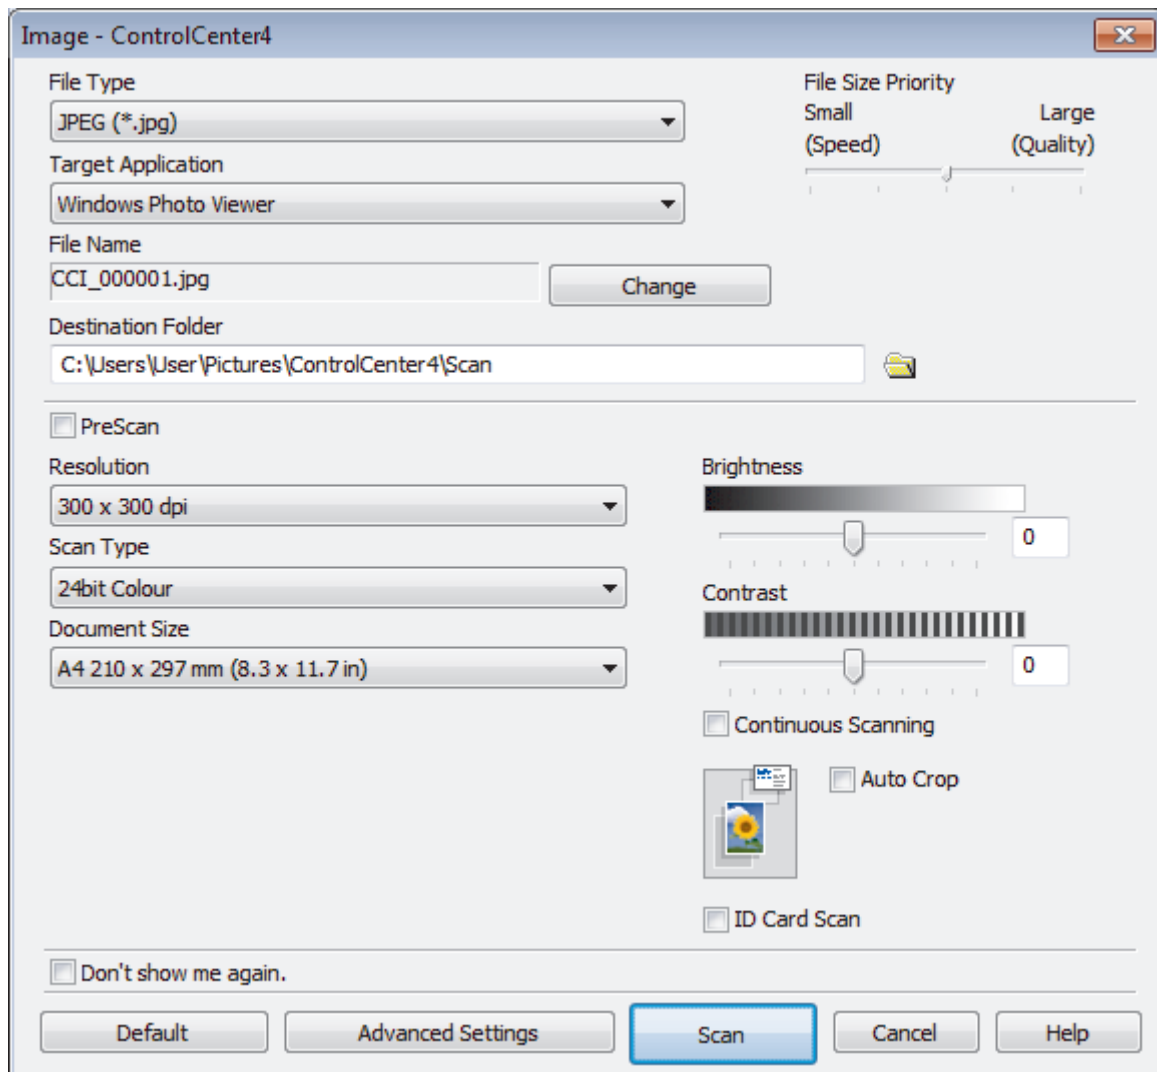 Image - ControlCenter4
File Type
JPEG (*.jpg)
File Size Priority
Small Large
(Speed) (Quality)
Target Application
Windows Photo Viewer
File Name
CCI_000001.jpg
Change
Destination Folder
C:\Users\User\Pictures\ControlCenter4\Scan
PreScan
Resolution
300 x 300 dpi
Scan Type
24bit Colour
Document Size
A4 210 x 297 mm (8.3 x 11.7 in)
Brightness
0
Contrast
0
Continuous Scanning
Auto Crop
ID Card Scan
Don't show me again.
Default Advanced Settings Scan Cancel Help